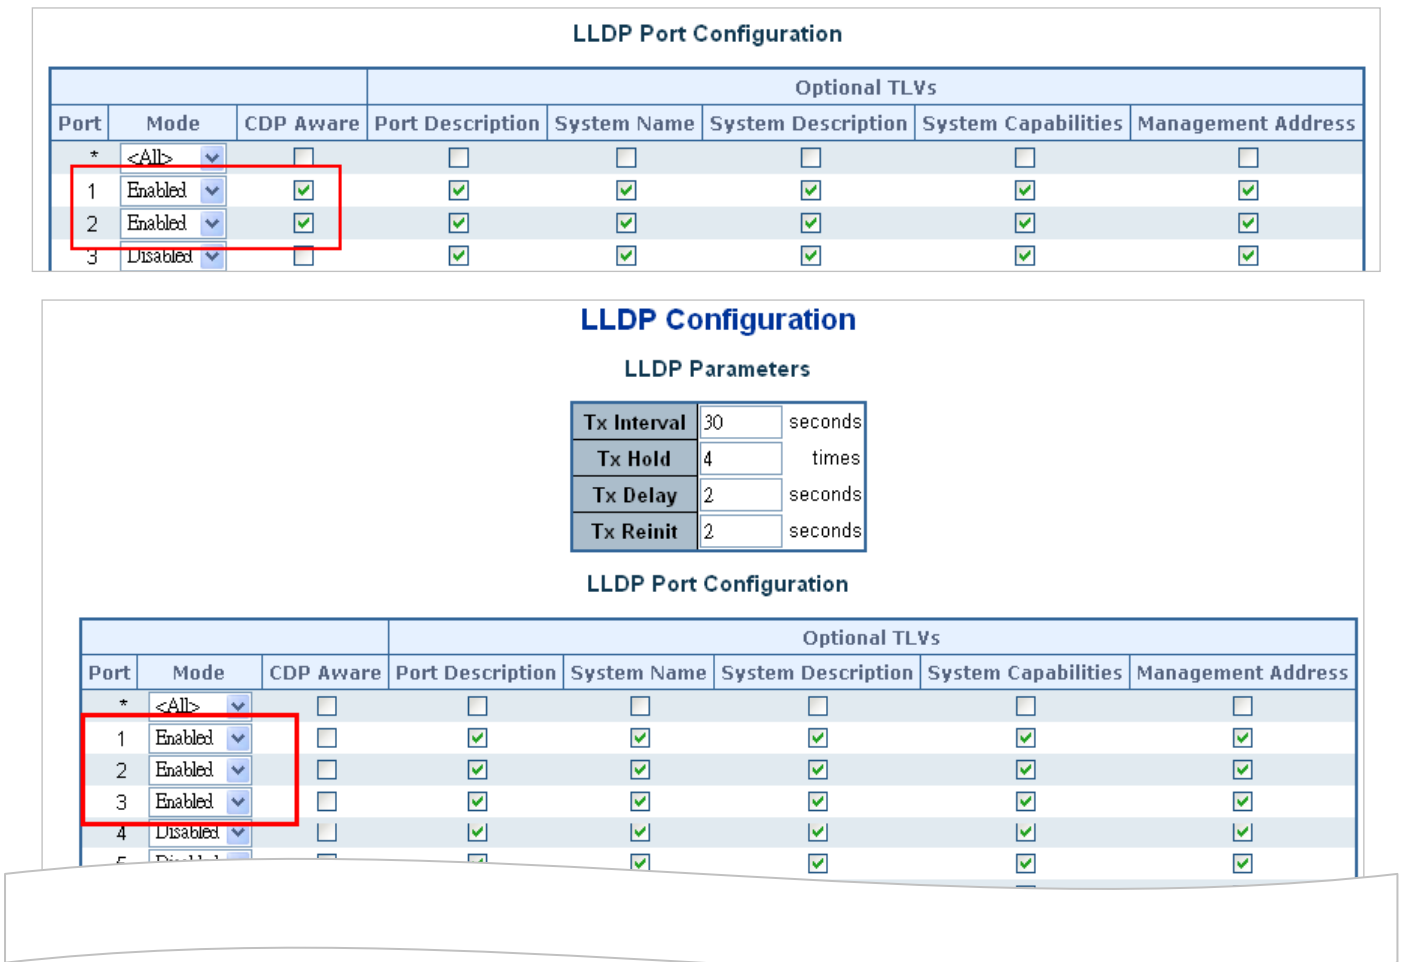 LLDP Port Configuration
Optional TLVs
Port Mode CDP Aware Port Description System Name System Description System Capabilities Management Address
* <All>
1 Enabled
2 Enabled
3 Disabled
LLDP Configuration
LLDP Parameters
Tx Interval 30 seconds
Tx Hold 4 times
Tx Delay 2 seconds
Tx Reinit 2 seconds
LLDP Port Configuration
Optional TLVs
Port Mode CDP Aware Port Description System Name System Description System Capabilities Management Address
* <All>
1 Enabled
2 Enabled
3 Enabled
4 Disabled